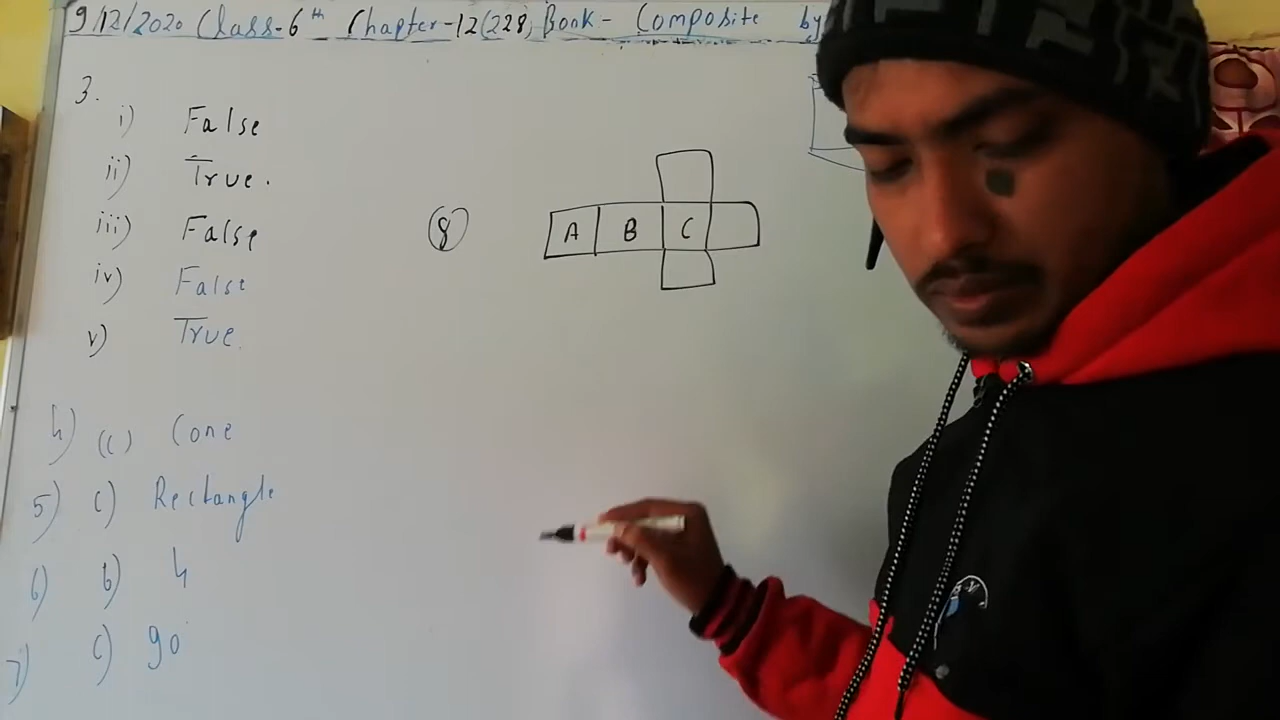 9/12/2020 Class-6th Chapter-12(228) Book- Composite by
3.
i) False
ii) True.
iii) False
iv) False
v) True.
4) (c) Cone
5) c) Rectangle
6) b) 4
7) c) 90
8 A B C